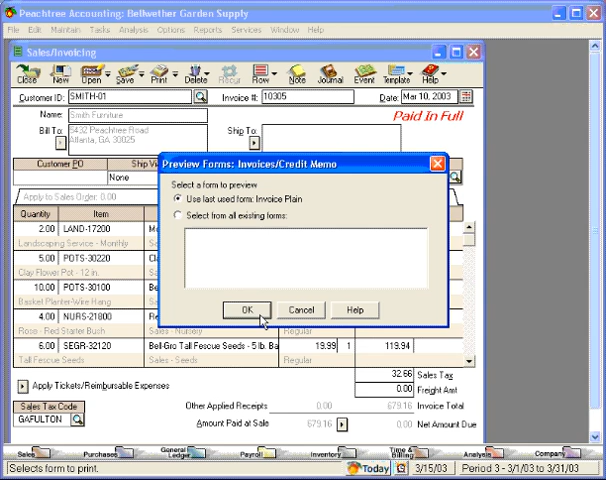 Peachtree Accounting: Bellwether Garden Supply
File Edit Maintain Tasks Analysis Options Reports Services Window Help
Sales/Invoicing
Close New Open Save Print Delete Recur Row Note Journal Event Template Help
Customer ID: SMITH-01 Invoice #: 10305 Date: Mar 10, 2003
Name: Smith Furniture Paid In Full
Bill To: 5432 Peachtree Road Ship To:
Atlanta, GA 30025
Customer PO Ship V
None
Apply to Sales Order: 0.00
Quantity Item
2.00 LAND-17200
Landscaping Service - Monthly
5.00 POTS-30220
Clay Flower Pot - 12 in.
10.00 POTS-30100
Basket Planter-Wire Hang
4.00 NURS-21800
Rose - Red Starter Bush Sales - Nursery Regular
6.00 SEGR-32120 Bell-Gro Tall Fescue Seeds - 5 lb. Ba 19.99 1 119.94
Tall Fescue Seeds Sales - Seeds Regular
Preview Forms: Invoices/Credit Memo
Select a form to preview
Use last used form: Invoice Plain
Select from all existing forms:
OK Cancel Help
32.66 Sales Tax
Apply Tickets/Reimbursable Expenses 0.00 Freight Amt
Sales Tax Code Other Applied Receipts 0.00 679.16 Invoice Total
GAFULTON Amount Paid at Sale 679.16 0.00 Net Amount Due
Sales Purchases General Ledger Payroll Inventory Time & Billing Analysis Company
Selects form to print. Today 3/15/03 Period 3 - 3/1/03 to 3/31/03